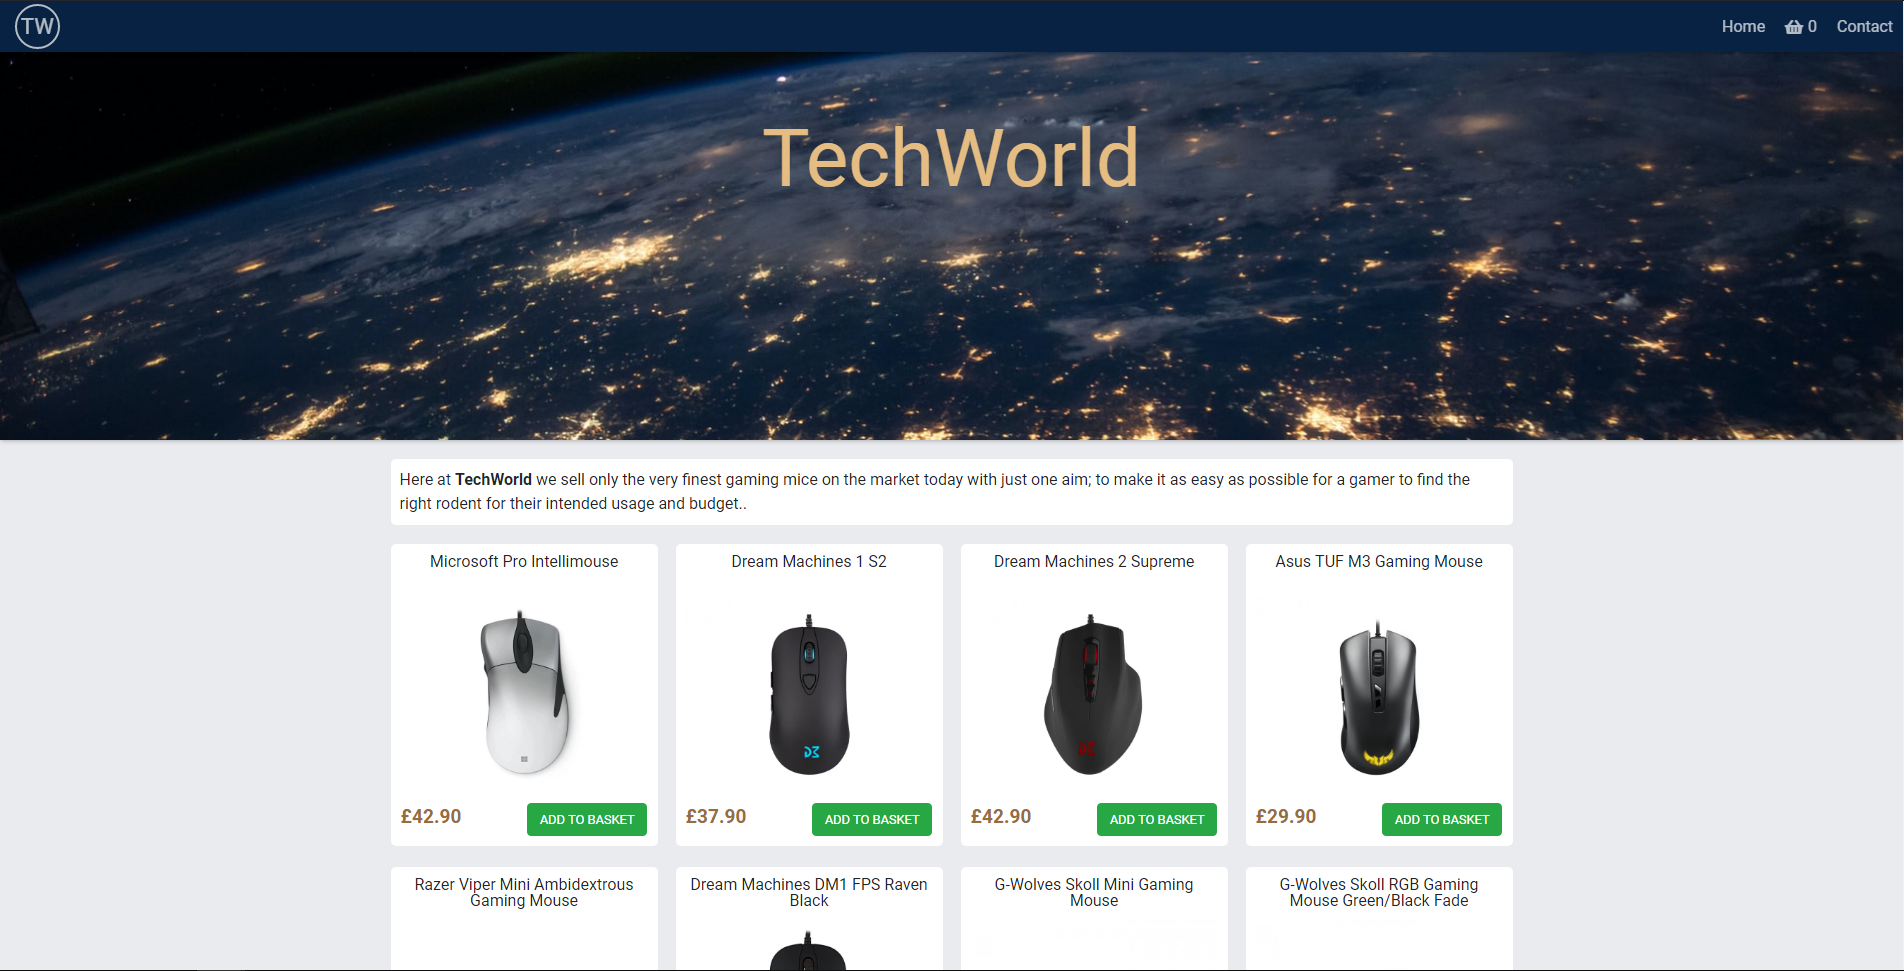 TW
Home
0
Contact
TechWorld
Here at TechWorld we sell only the very finest gaming mice on the market today with just one aim; to make it as easy as possible for a gamer to find the
right rodent for their intended usage and budget..
Microsoft Pro Intellimouse
£42.90
ADD TO BASKET
Dream Machines 1 S2
£37.90
ADD TO BASKET
Dream Machines 2 Supreme
£42.90
ADD TO BASKET
Asus TUF M3 Gaming Mouse
£29.90
ADD TO BASKET
Razer Viper Mini Ambidextrous
Gaming Mouse
Dream Machines DM1 FPS Raven
Black
G-Wolves Skoll Mini Gaming
Mouse
G-Wolves Skoll RGB Gaming
Mouse Green/Black Fade